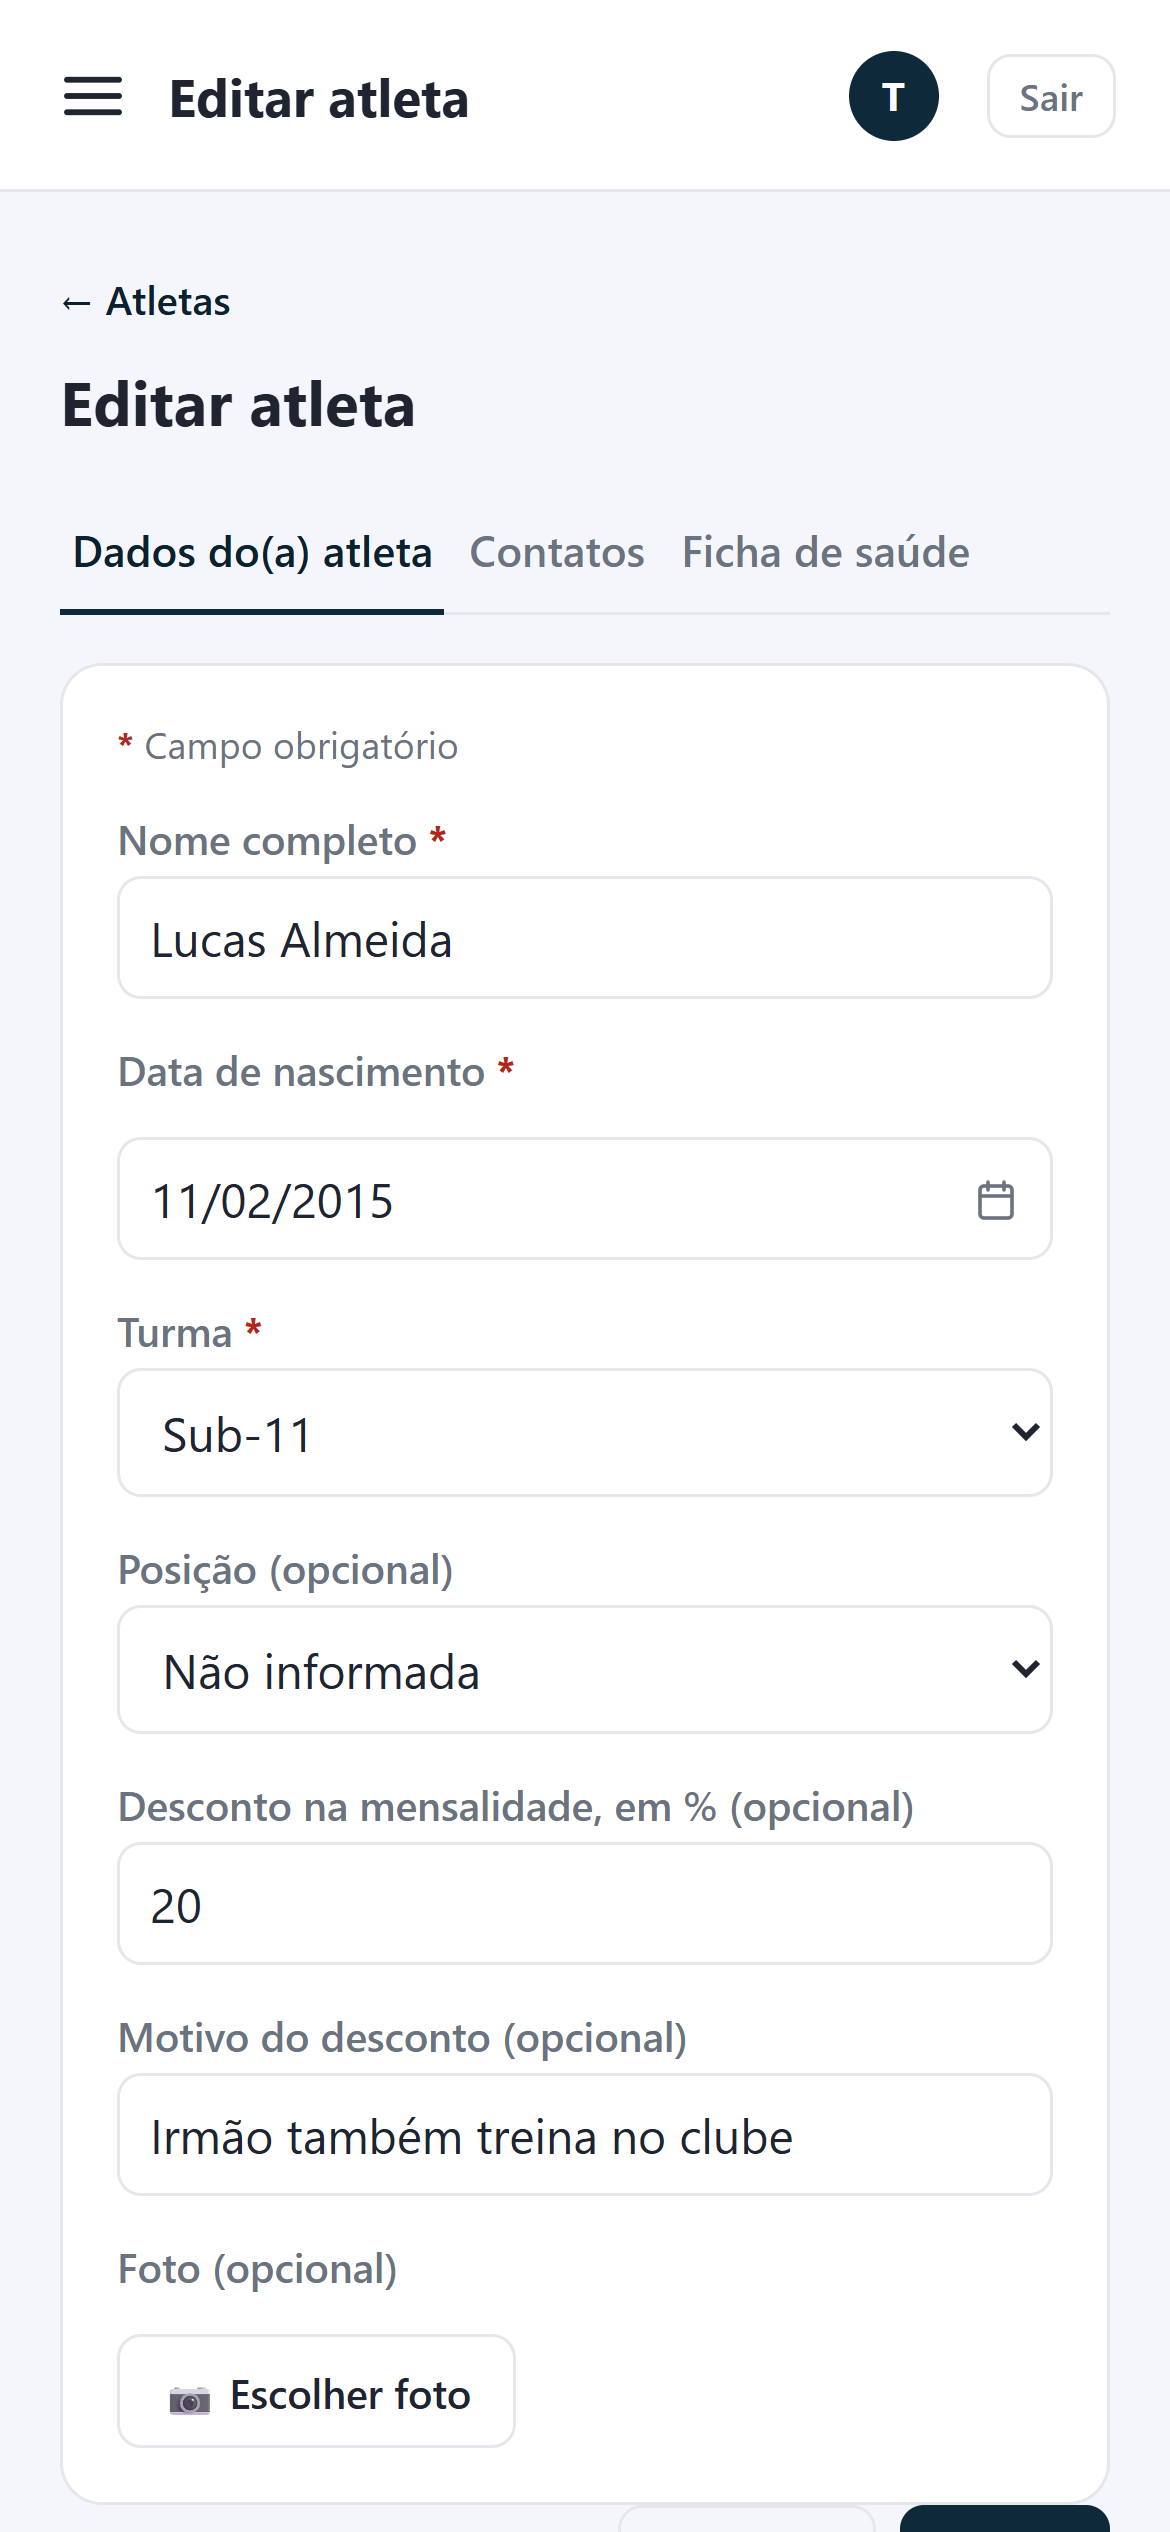 Editar atleta
T
Sair
← Atletas
Editar atleta
Dados do(a) atleta
Contatos
Ficha de saúde
* Campo obrigatório
Nome completo *
Lucas Almeida
Data de nascimento *
11/02/2015
Turma *
Sub-11
Posição (opcional)
Não informada
Desconto na mensalidade, em % (opcional)
20
Motivo do desconto (opcional)
Irmão também treina no clube
Foto (opcional)
📷 Escolher foto